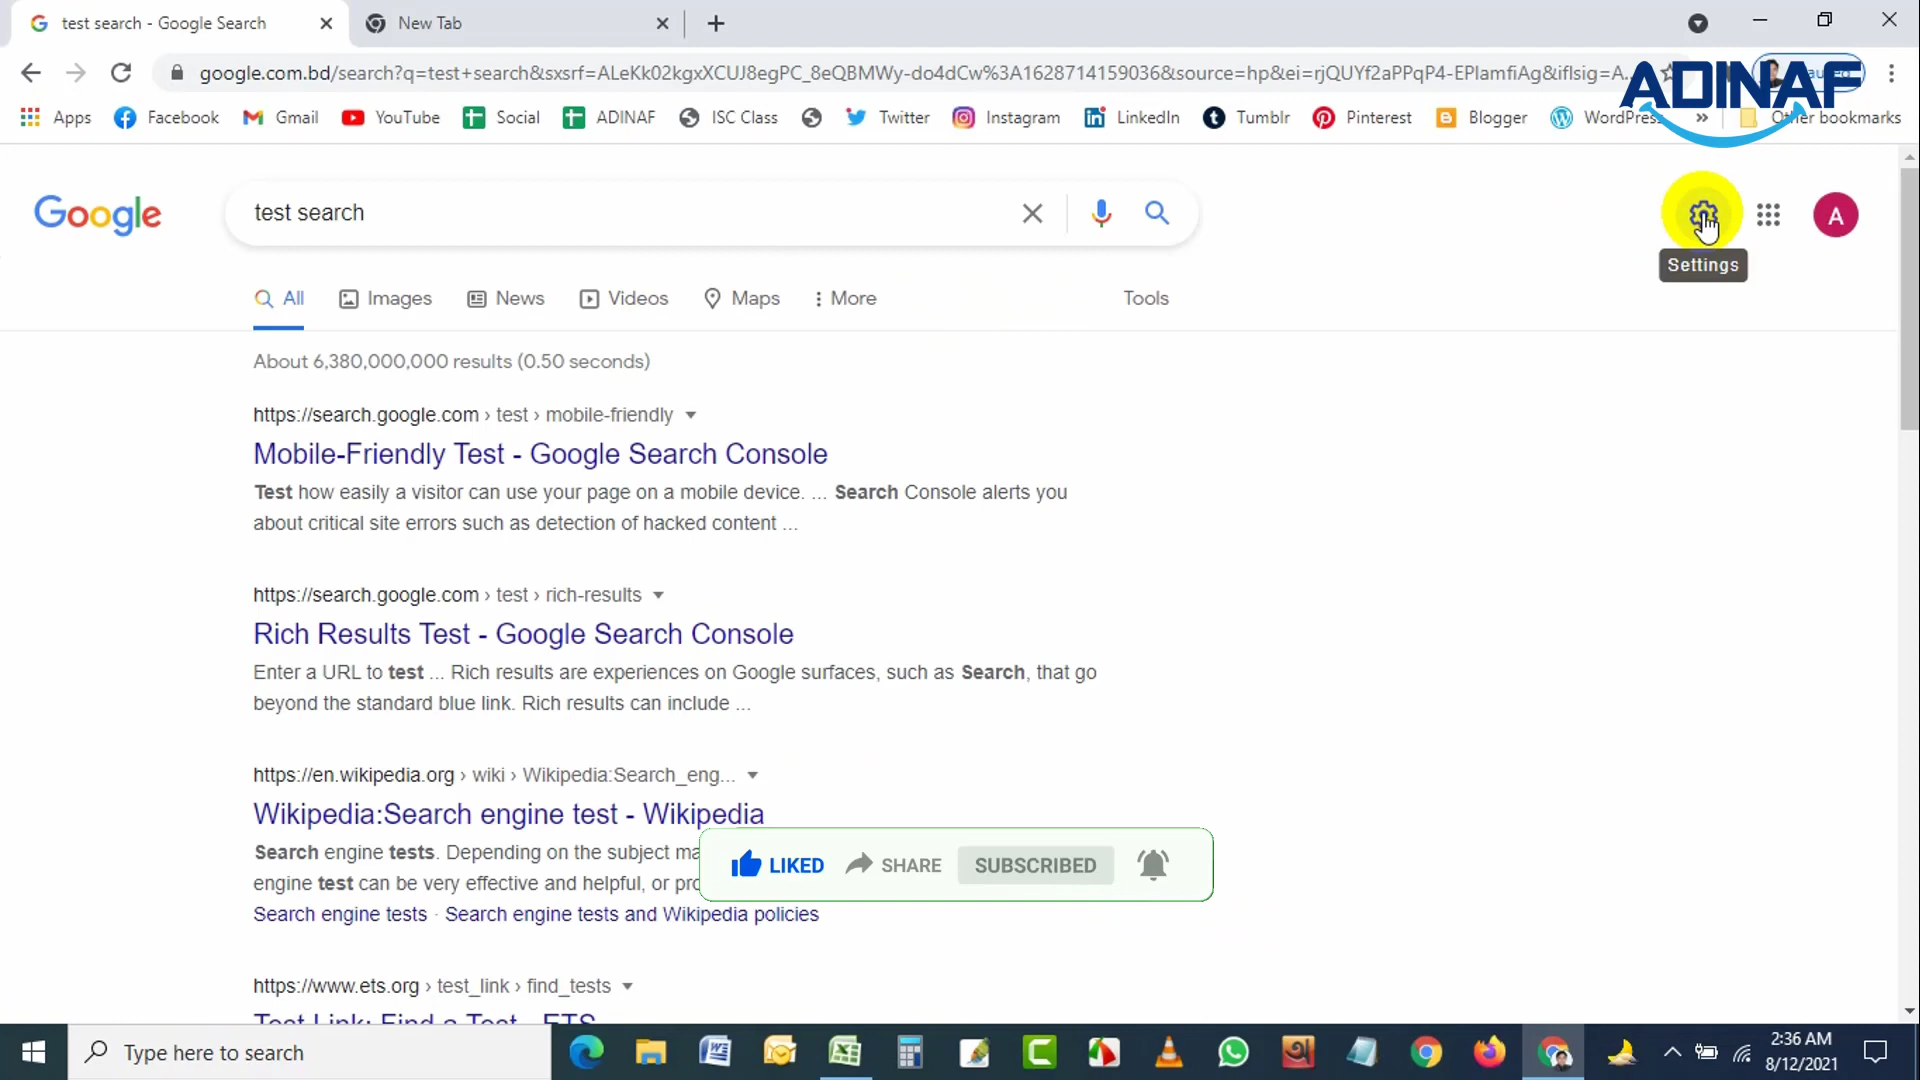 test search - Google Search
New Tab
google.com.bd/search?q=test+search&sxsrf=ALeKk02kgxXCUJ8egPC_8eQBMWy-do4dCw%3A1628714159036&source=hp&ei=rjQUYf2aPPqP4-EPlamfiAg&iflsig=A...
ADINAF
Apps Facebook Gmail YouTube Social ADINAF ISC Class Twitter Instagram LinkedIn Tumblr Pinterest Blogger WordPress » Other bookmarks
Google
test search
A
Settings
All Images News Videos Maps More Tools
About 6,380,000,000 results (0.50 seconds)
https://search.google.com › test › mobile-friendly
Mobile-Friendly Test - Google Search Console
Test how easily a visitor can use your page on a mobile device. ... Search Console alerts you
about critical site errors such as detection of hacked content ...
https://search.google.com › test › rich-results
Rich Results Test - Google Search Console
Enter a URL to test ... Rich results are experiences on Google surfaces, such as Search, that go
beyond the standard blue link. Rich results can include ...
https://en.wikipedia.org › wiki › Wikipedia:Search_eng...
Wikipedia:Search engine test - Wikipedia
Search engine tests. Depending on the subject
engine test can be very effective and helpful, or
LIKED SHARE SUBSCRIBED
Search engine tests · Search engine tests and Wikipedia policies
https://www.ets.org › test_link › find_tests
Test Link: Find a Test - ETS
Type here to search
2:36 AM
8/12/2021